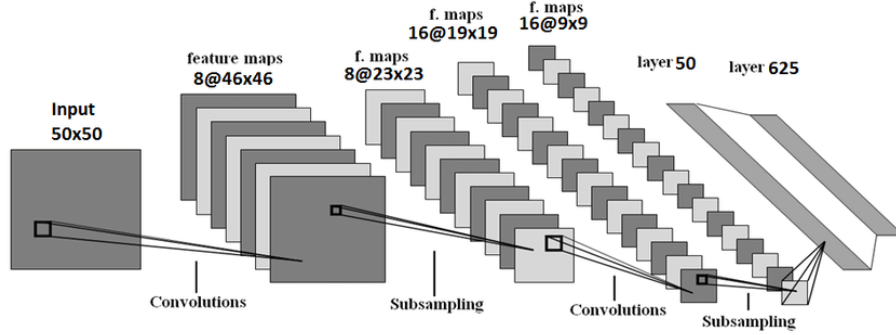 Input
50x50
feature maps
8@46x46
f. maps
8@23x23
f. maps
16@19x19
f. maps
16@9x9
layer 50
layer 625
Convolutions
Subsampling
Convolutions
Subsampling